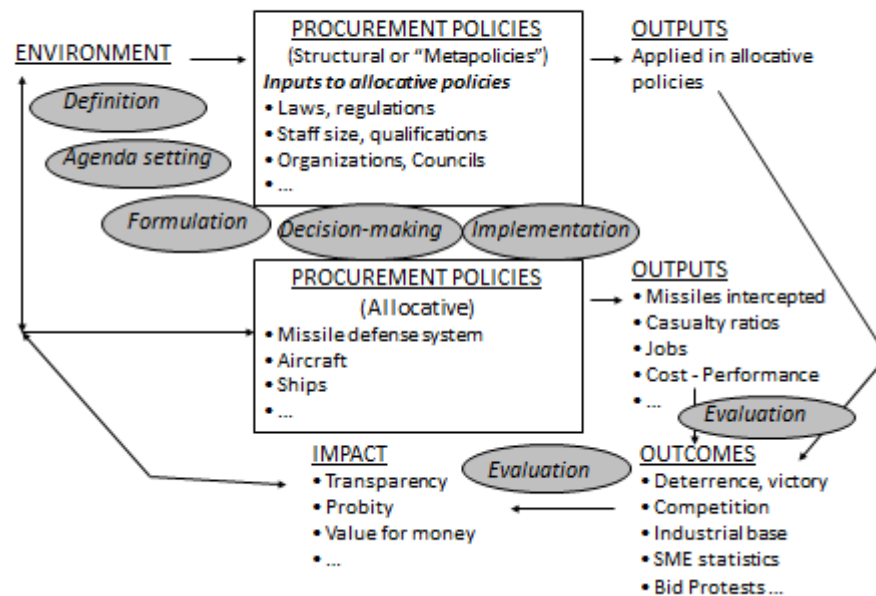 ENVIRONMENT
PROCUREMENT POLICIES
(Structural or “Metapolicies”)
Inputs to allocative policies
• Laws, regulations
• Staff size, qualifications
• Organizations, Councils
• ...
OUTPUTS
Applied in allocative
policies
Definition
Agenda setting
Formulation
Decision-making
Implementation
PROCUREMENT POLICIES
(Allocative)
• Missile defense system
• Aircraft
• Ships
• ...
OUTPUTS
• Missiles intercepted
• Casualty ratios
• Jobs
• Cost - Performance
• ...
Evaluation
IMPACT
• Transparency
• Probity
• Value for money
• ...
Evaluation
OUTCOMES
• Deterrence, victory
• Competition
• Industrial base
• SME statistics
• Bid Protests ...